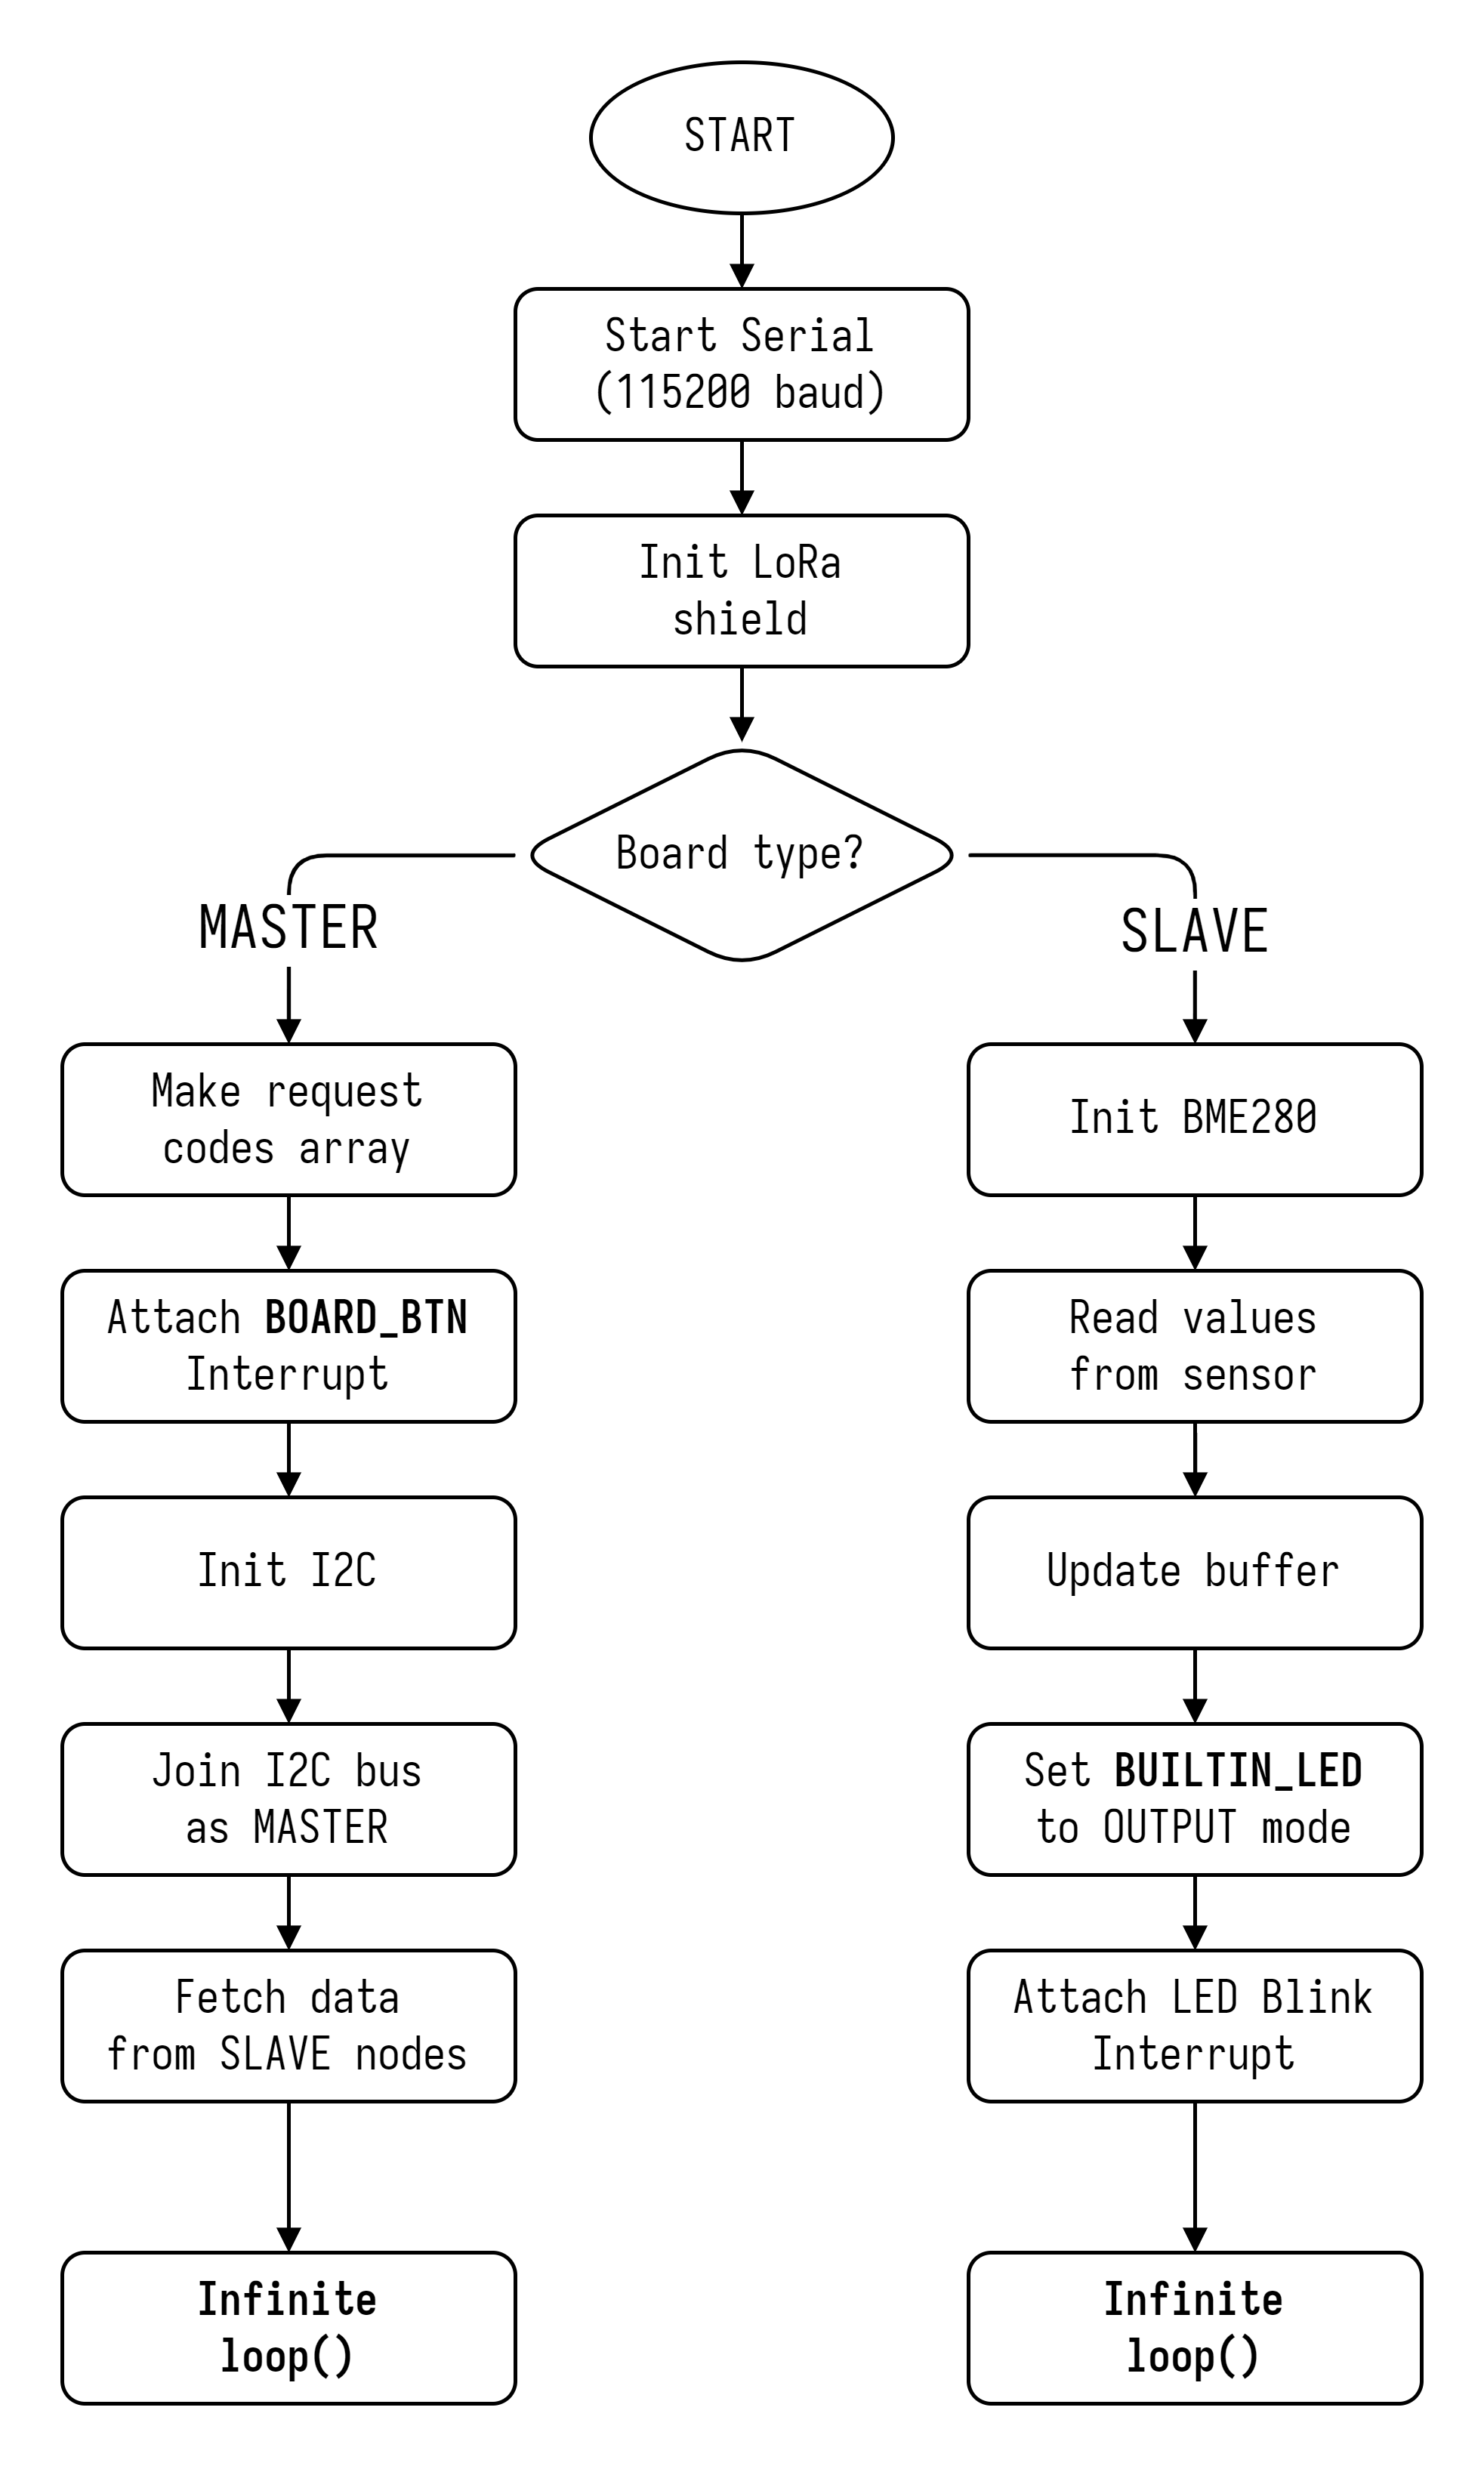 START
Start Serial
(115200 baud)
Init LoRa
shield
Board type?
MASTER
SLAVE
Make request
codes array
Attach BOARD_BTN
Interrupt
Init I2C
Join I2C bus
as MASTER
Fetch data
from SLAVE nodes
Infinite
loop()
Init BME280
Read values
from sensor
Update buffer
Set BUILTIN_LED
to OUTPUT mode
Attach LED Blink
Interrupt
Infinite
loop()